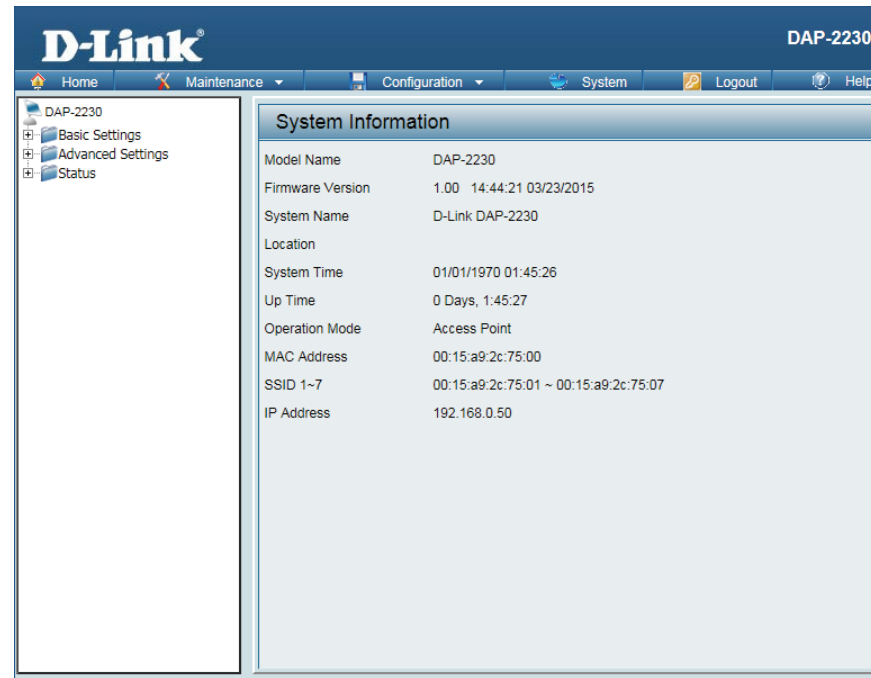 D-Link®
DAP-2230
Home Maintenance Configuration System Logout Help
DAP-2230
Basic Settings
Advanced Settings
Status
System Information
Model Name DAP-2230
Firmware Version 1.00 14:44:21 03/23/2015
System Name D-Link DAP-2230
Location
System Time 01/01/1970 01:45:26
Up Time 0 Days, 1:45:27
Operation Mode Access Point
MAC Address 00:15:a9:2c:75:00
SSID 1~7 00:15:a9:2c:75:01 ~ 00:15:a9:2c:75:07
IP Address 192.168.0.50